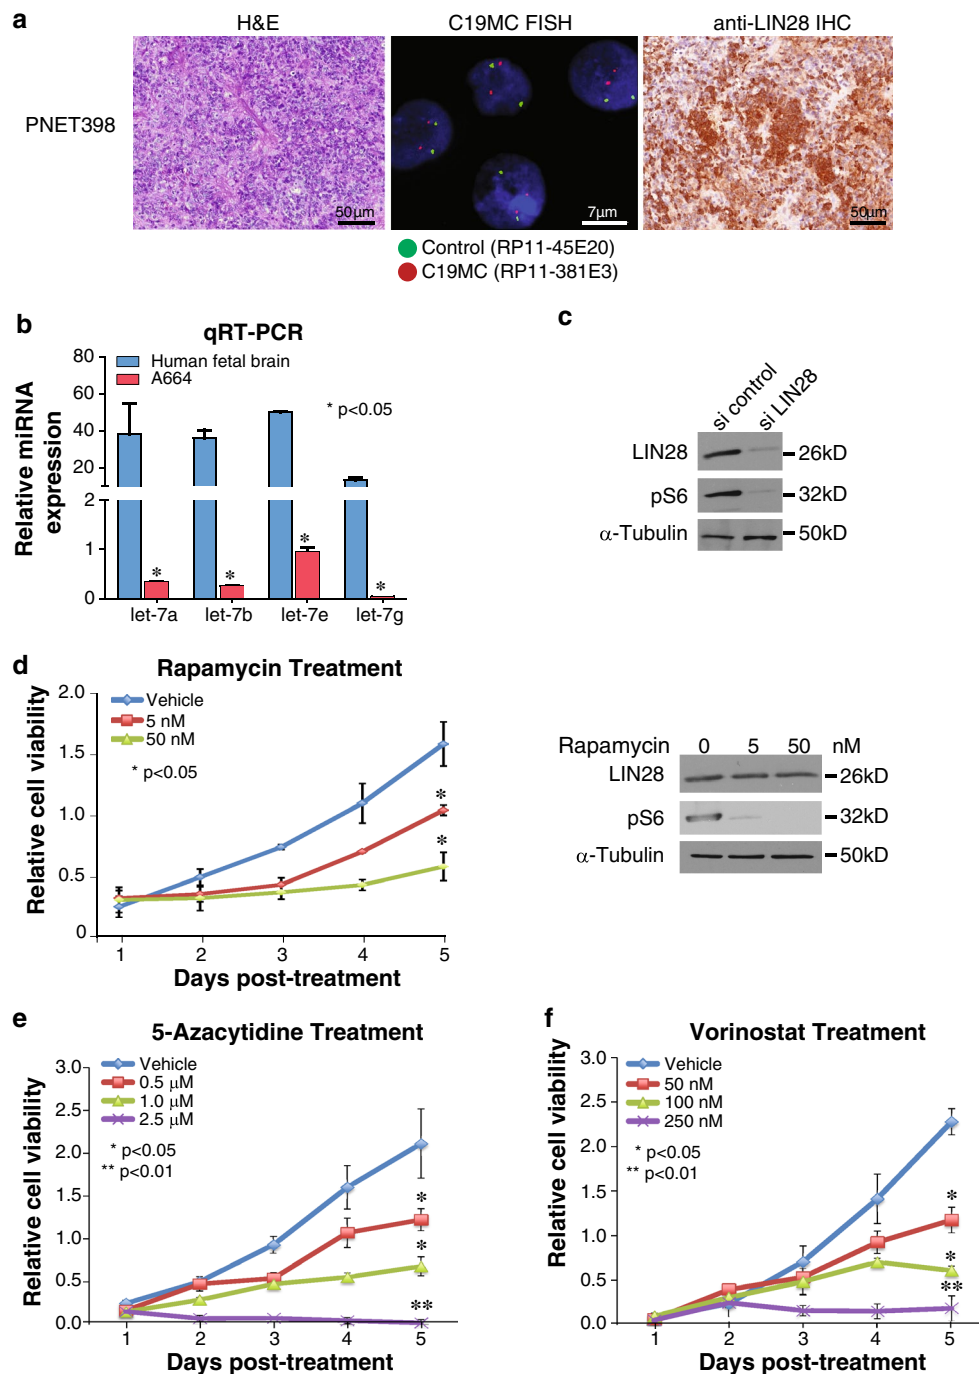 a
H&E
C19MC FISH
anti-LIN28 IHC
PNET398
50µm
7µm
50µm
Control (RP11-45E20)
C19MC (RP11-381E3)
b
qRT-PCR
Human fetal brain
A664
* p<0.05
Relative miRNA
expression
80
60
40
20
2
1
0
*
*
*
*
let-7a
let-7b
let-7e
let-7g
c
si control
si LIN28
LIN28
26kD
pS6
32kD
α-Tubulin
50kD
d
Rapamycin Treatment
Vehicle
5 nM
50 nM
* p<0.05
Relative cell viability
2.0
1.5
1.0
0.5
0
*
*
1 2 3 4 5
Days post-treatment
Rapamycin 0 5 50 nM
LIN28
26kD
pS6
32kD
α-Tubulin
50kD
e
5-Azacytidine Treatment
Vehicle
0.5 µM
1.0 µM
2.5 µM
* p<0.05
** p<0.01
Relative cell viability
3.0
2.5
2.0
1.5
1.0
0.5
0.0
*
*
**
1 2 3 4 5
Days post-treatment
f
Vorinostat Treatment
Vehicle
50 nM
100 nM
250 nM
* p<0.05
** p<0.01
Relative cell viability
3.0
2.5
2.0
1.5
1.0
0.5
0.0
*
*
**
1 2 3 4 5
Days post-treatment